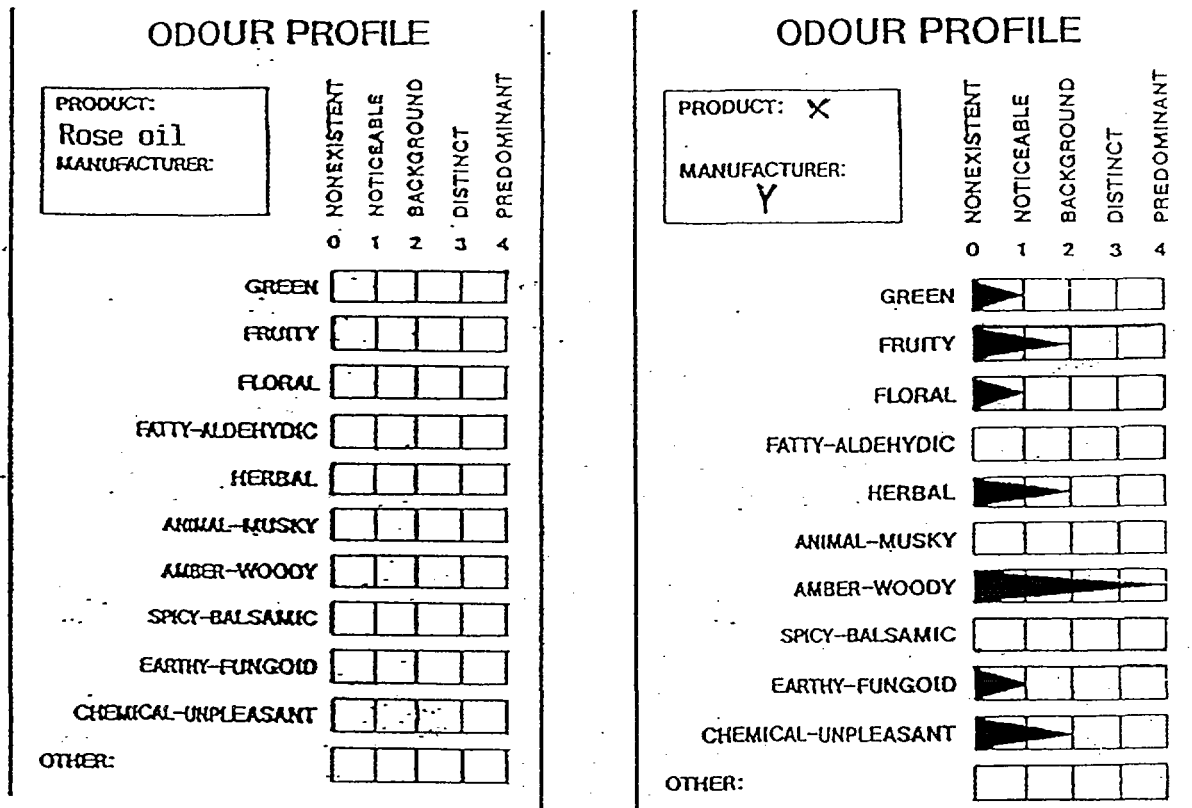 ODOUR PROFILE
PRODUCT:
Rose oil
MANUFACTURER:
NONEXISTENT
NOTICEABLE
BACKGROUND
DISTINCT
PREDOMINANT
0 1 2 3 4
GREEN
FRUITY
FLORAL
FATTY-ALDEHYDIC
HERBAL
ANIMAL-MUSKY
AMBER-WOODY
SPICY-BALSAMIC
EARTHY-FUNGOID
CHEMICAL-UNPLEASANT
OTHER:
ODOUR PROFILE
PRODUCT: X
MANUFACTURER:
Y
NONEXISTENT
NOTICEABLE
BACKGROUND
DISTINCT
PREDOMINANT
0 1 2 3 4
GREEN
FRUITY
FLORAL
FATTY-ALDEHYDIC
HERBAL
ANIMAL-MUSKY
AMBER-WOODY
SPICY-BALSAMIC
EARTHY-FUNGOID
CHEMICAL-UNPLEASANT
OTHER: